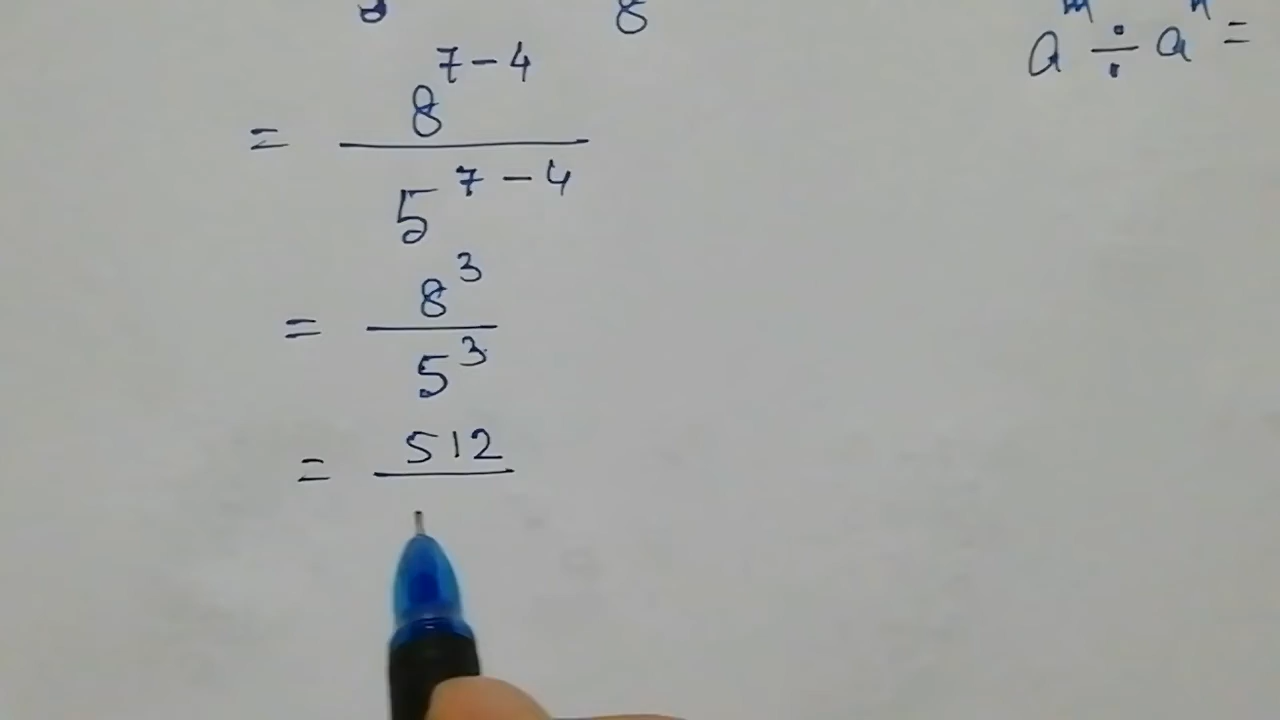 8
a^m ÷ a^n =
= 8^{7-4} / 5^{7-4}
= 8^3 / 5^3
= 512 /